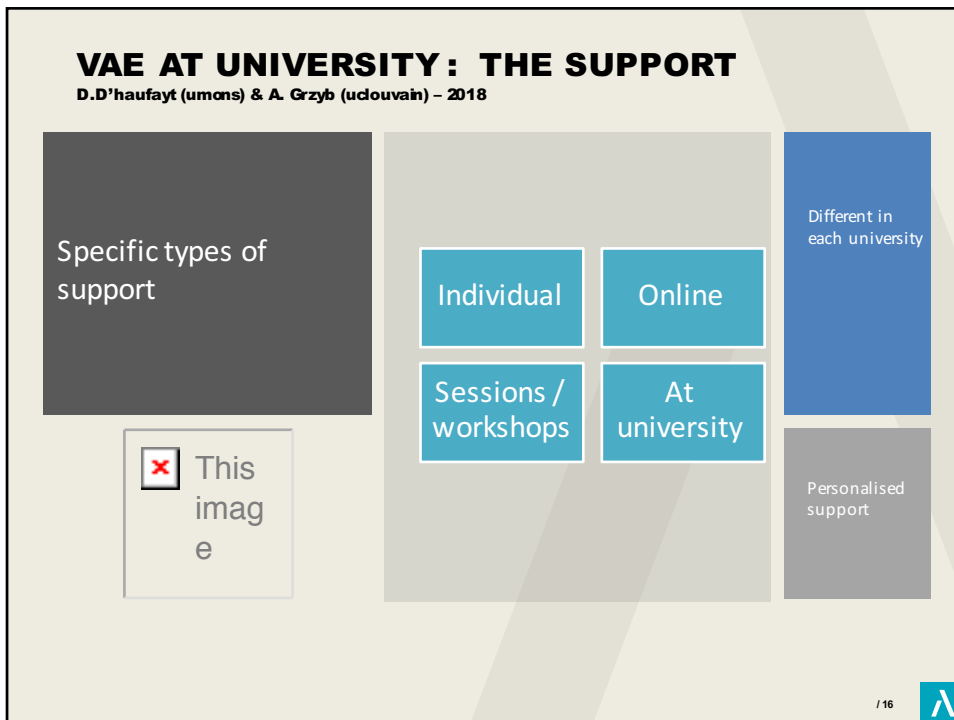 VAE AT UNIVERSITY : THE SUPPORT
D.D'haufayt (umons) & A. Grzyb (uclouvain) – 2018
Specific types of
support
Individual
Online
Sessions /
workshops
At
university
Different in
each university
Personalised
support
This
imag
e
/ 16